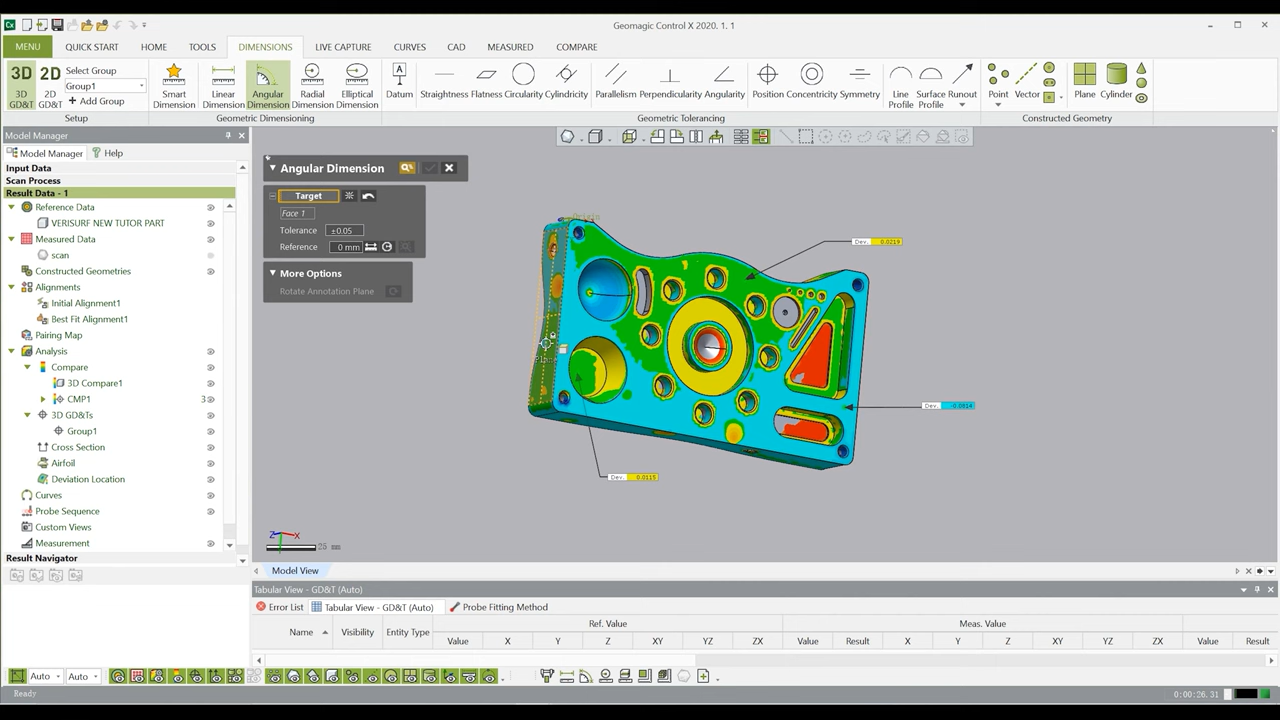 Geomagic Control X 2020. 1. 1
MENU QUICK START HOME TOOLS DIMENSIONS LIVE CAPTURE CURVES CAD MEASURED COMPARE
3D 2D Select Group
Group1
3D GD&T 2D GD&T + Add Group
Smart Dimension Linear Dimension Angular Dimension Radial Dimension Elliptical Dimension Datum Straightness Flatness Circularity Cylindricity Parallelism Perpendicularity Angularity Position Concentricity Symmetry Line Profile Surface Profile Runout Point Vector Plane Cylinder
Setup Geometric Dimensioning Geometric Tolerancing Constructed Geometry
Model Manager
Model Manager Help
Input Data
Scan Process
Result Data - 1
Reference Data
VERISURF NEW TUTOR PART
Measured Data
scan
Constructed Geometries
Alignments
Initial Alignment1
Best Fit Alignment1
Pairing Map
Analysis
Compare
3D Compare1
CMP1 3
3D GD&Ts
Group1
Cross Section
Airfoil
Deviation Location
Curves
Probe Sequence
Custom Views
Measurement
Result Navigator
Angular Dimension
Target
Face 1
Tolerance ±0.05
Reference 0 mm
More Options
Rotate Annotation Plane
Origin
Dev. 0.0219
Dev. -0.0814
Dev. 0.0115
Z X
25 mm
Model View
Tabular View - GD&T (Auto)
Error List Tabular View - GD&T (Auto) Probe Fitting Method
Name Visibility Entity Type Ref. Value Meas. Value
Value X Y Z XY YZ ZX Value Result X Y Z XY YZ ZX Value Result
Auto Auto
Ready 0:00:26.31